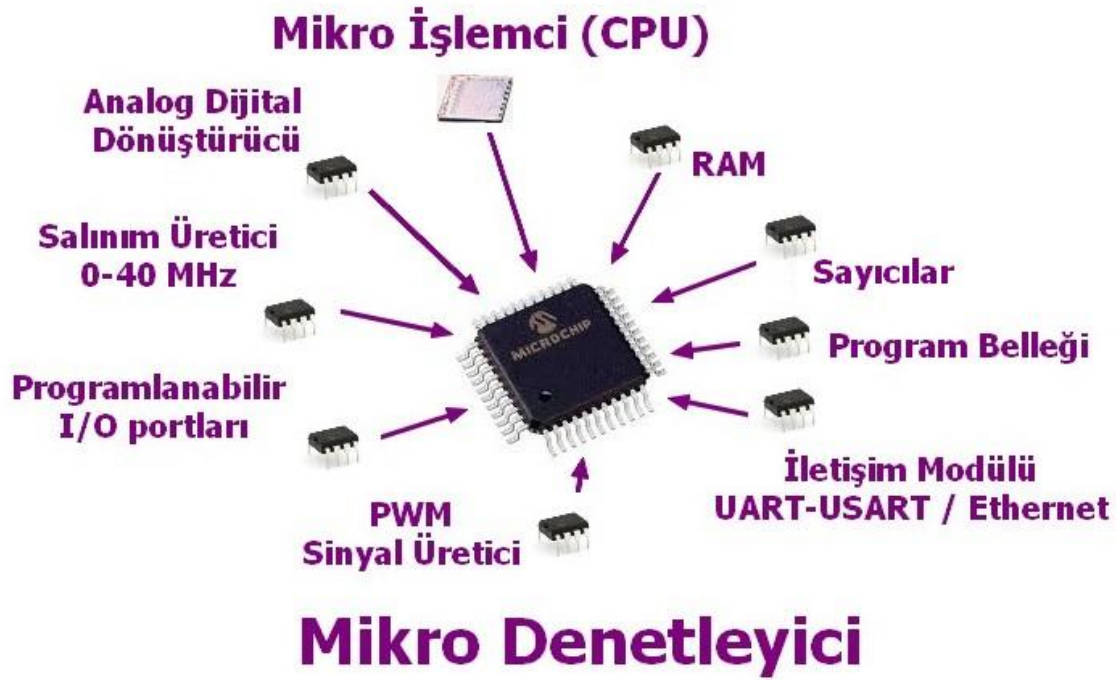 Mikro İşlemci (CPU)
Analog Dijital
Dönüştürücü
RAM
Salınım Üretici
0-40 MHz
Sayıcılar
MICROCHIP
Program Belleği
Programlanabilir
I/O portları
İletişim Modülü
UART-USART / Ethernet
PWM
Sinyal Üretici
Mikro Denetleyici